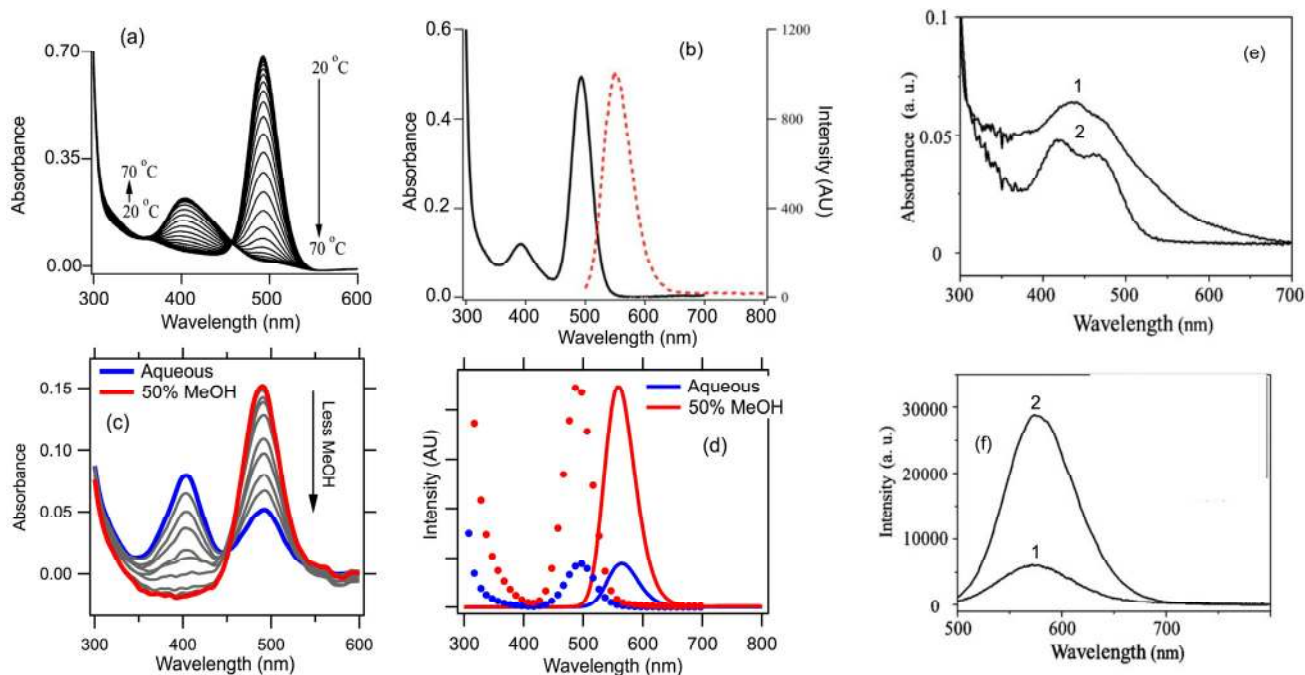 (a)
0.70
0.35
0.00
Absorbance
20 °C
70 °C
70 °C
20 °C
300 400 500 600
Wavelength (nm)
(b)
0.6
0.4
0.2
0.0
Absorbance
1200
800
400
0
Intensity (AU)
300 400 500 600 700 800
Wavelength (nm)
(e)
0.1
0.05
0
Absorbance (a. u.)
1
2
300 400 500 600 700
Wavelength (nm)
Aqueous
50% MeOH
(c)
0.15
0.10
0.05
0.00
Absorbance
Less MeCH
300 400 500 600
Wavelength (nm)
Aqueous
50% MeOH
(d)
Intensity (AU)
300 400 500 600 700 800
Wavelength (nm)
(f)
30000
20000
10000
0
Intensity (a. u.)
2
1
500 600 700
Wavelength (nm)